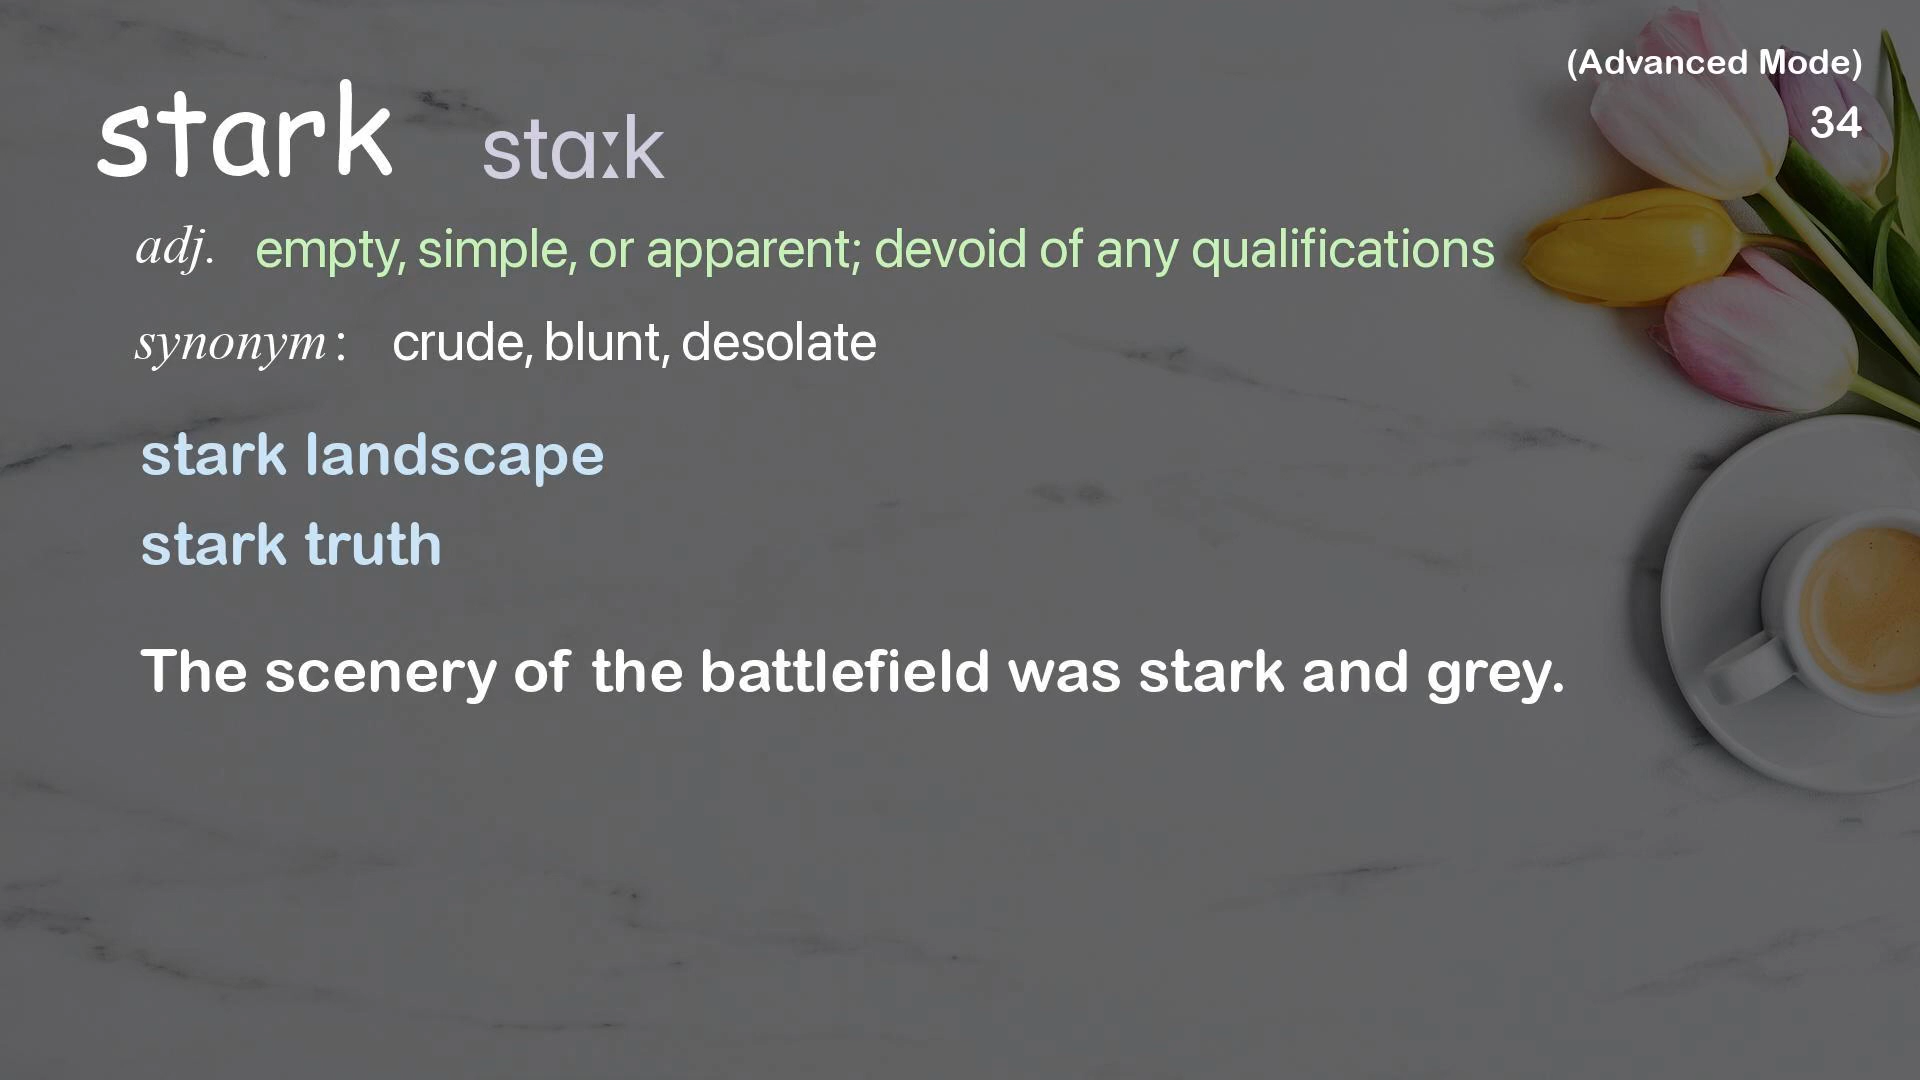 (Advanced Mode)
34
stark stɑːk
adj. empty, simple, or apparent; devoid of any qualifications
synonym: crude, blunt, desolate
stark landscape
stark truth
The scenery of the battlefield was stark and grey.